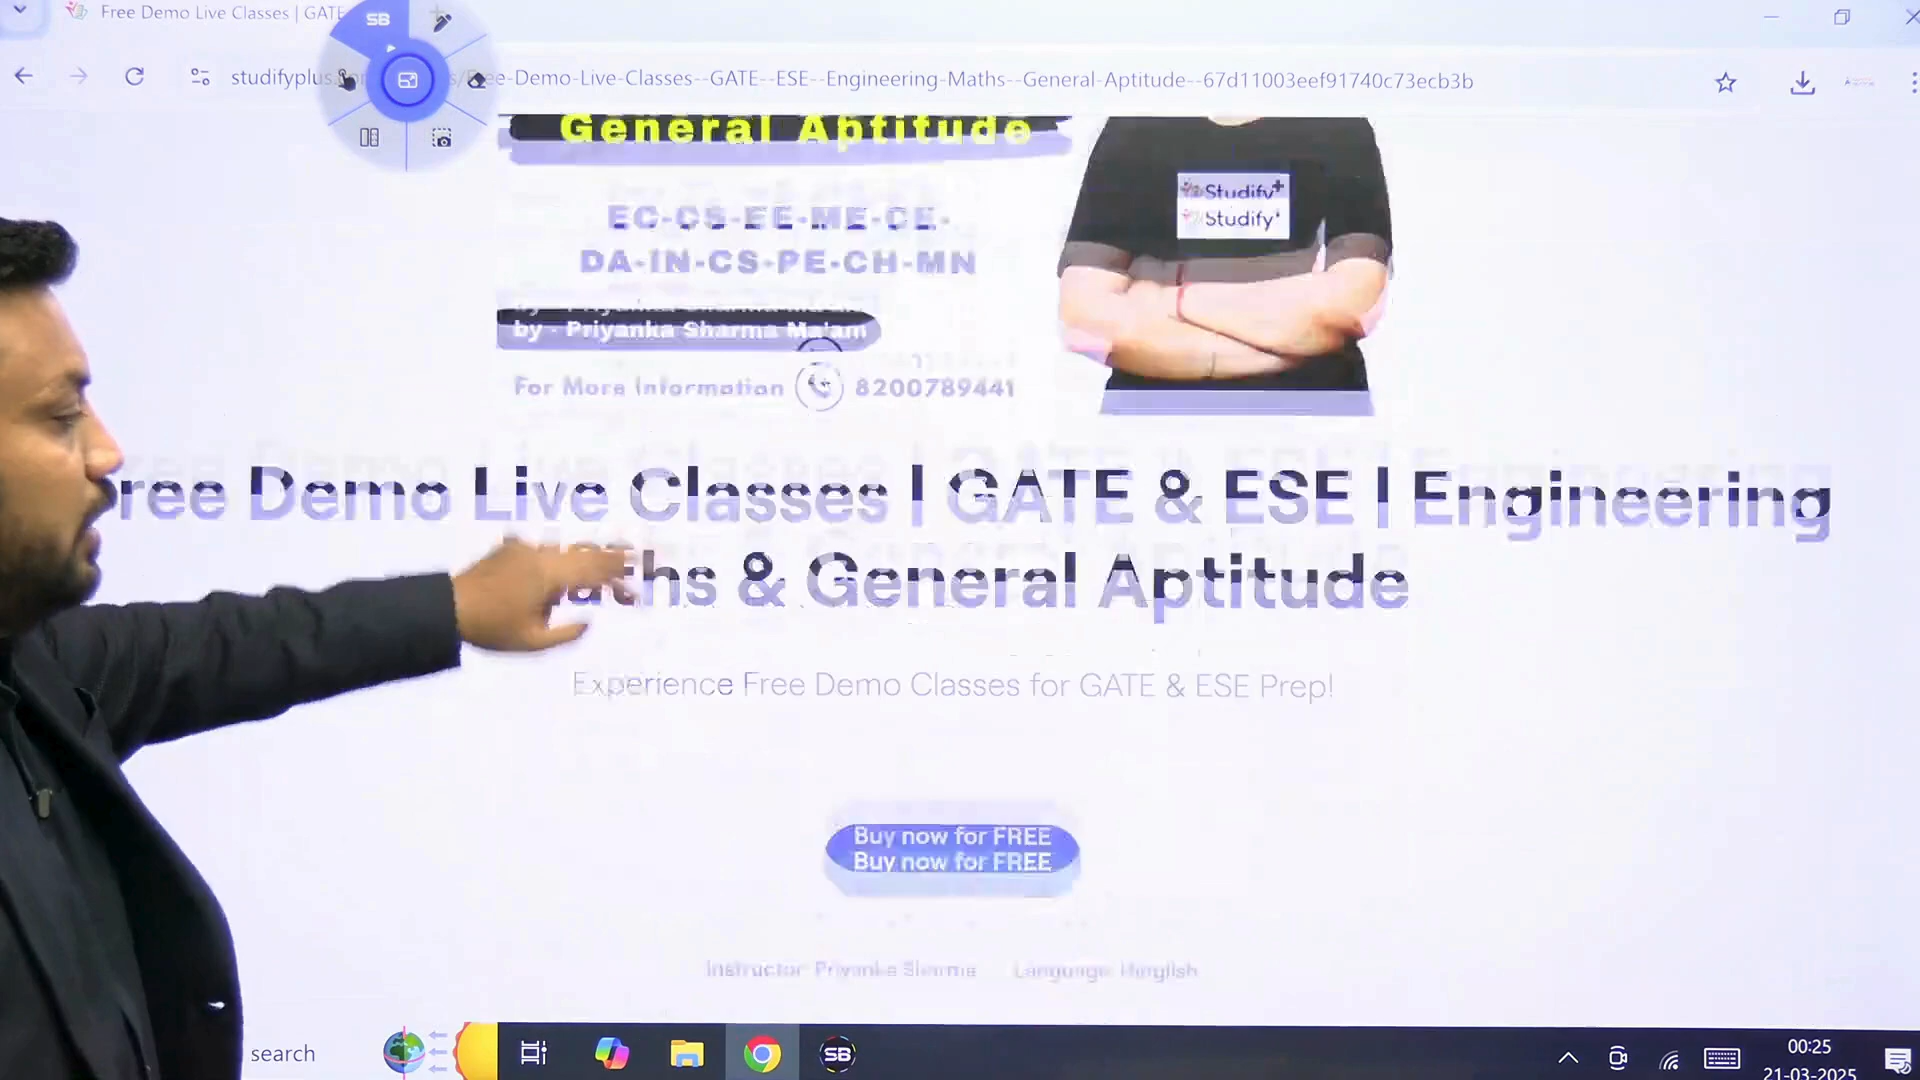 Free Demo Live Classes | GATE
SB
studifyplus.
e-Demo-Live-Classes--GATE--ESE--Engineering-Maths--General-Aptitude--67d11003eef91740c73ecb3b
General Aptitude
Studify+
Studify+
EC-CS-EE-ME-CE-
DA-IN-CS-PE-CH-MN
by - Priyanka Sharma Ma'am
For More Information 8200789441
ree Demo Live Classes | GATE & ESE | Engineering
Maths & General Aptitude
Experience Free Demo Classes for GATE & ESE Prep!
Buy now for FREE
Buy now for FREE
Instructor: Priyanka Sharma Language: Hinglish
search
SB
00:25
21-03-2025